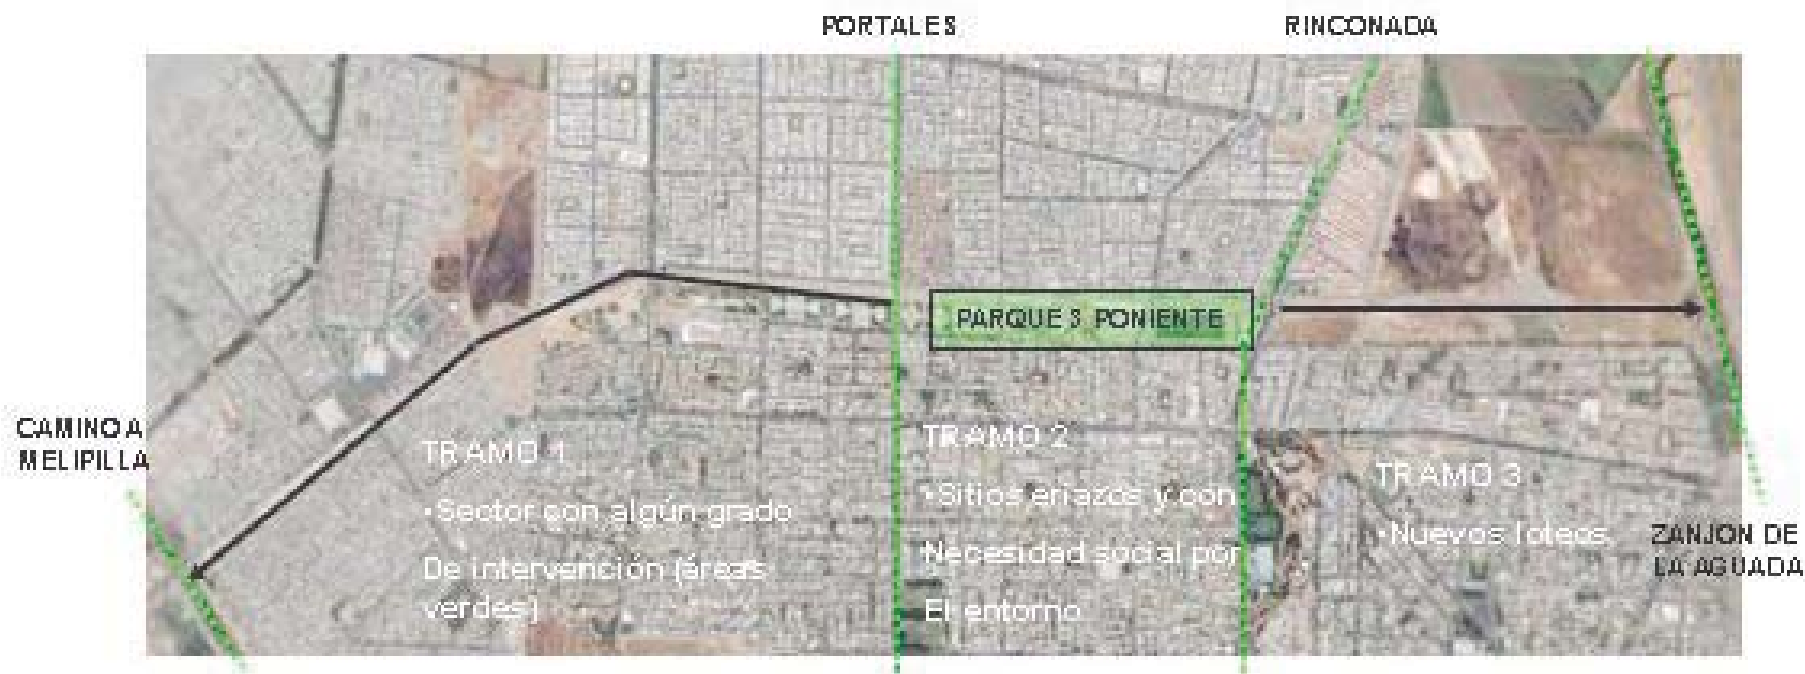 PORTALES
RINCONADA
PARQUE 3 PONIENTE
CAMINO A
MELIPILLA
TRAMO 1
•Sector con algún grado
De intervención (áreas
verdes)
TRAMO 2
•Sitios eriazos y con
Necesidad social por
El entorno
TRAMO 3
•Nuevos loteos
ZANJON DE
LA AGUADA